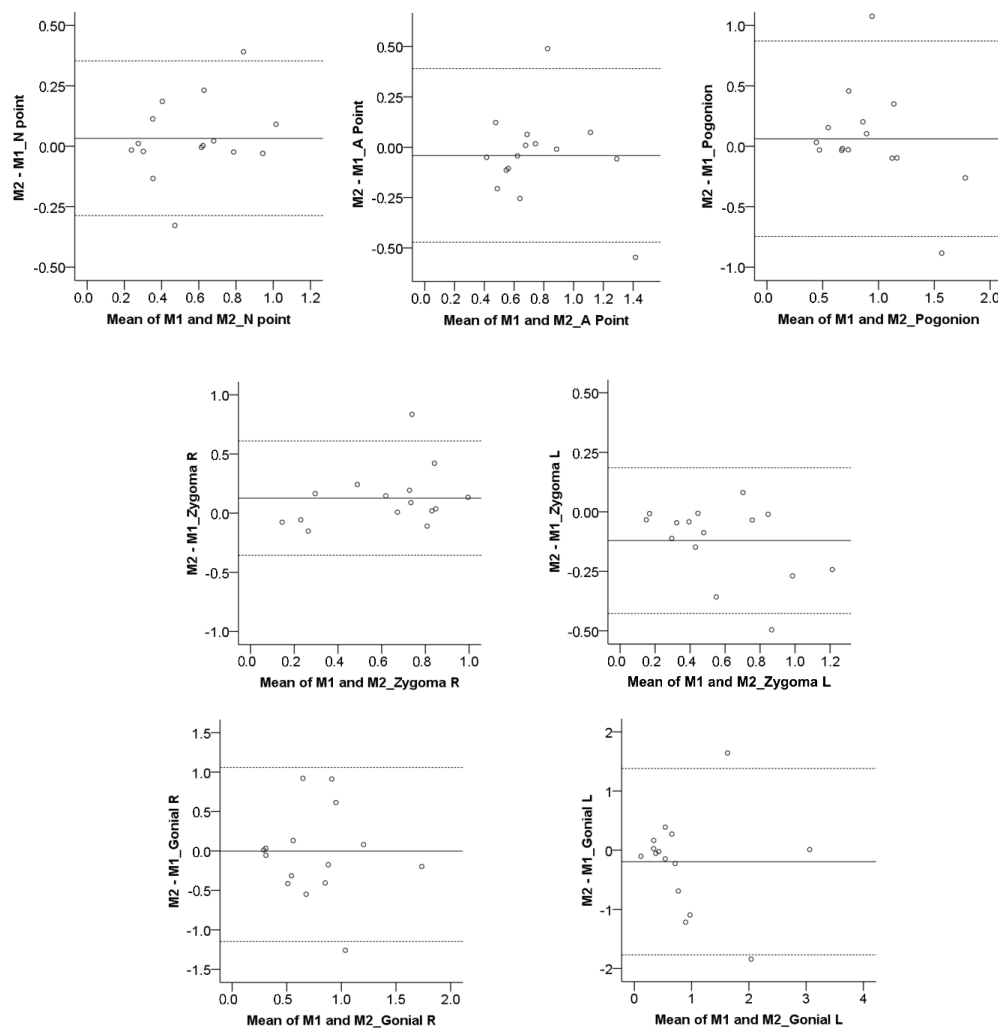 0.50
0.25
0.00
-0.25
-0.50
M2 - M1_N point
0.0 0.2 0.4 0.6 0.8 1.0 1.2
Mean of M1 and M2_N point
0.50
0.25
0.00
-0.25
-0.50
M2 - M1_A Point
0.0 0.2 0.4 0.6 0.8 1.0 1.2 1.4
Mean of M1 and M2_A Point
1.0
0.5
0.0
-0.5
-1.0
M2 - M1_Pogonion
0.0 0.5 1.0 1.5 2.0
Mean of M1 and M2_Pogonion
1.0
0.5
0.0
-0.5
-1.0
M2 - M1_Zygoma R
0.0 0.2 0.4 0.6 0.8 1.0
Mean of M1 and M2_Zygoma R
0.50
0.25
0.00
-0.25
-0.50
M2 - M1_Zygoma L
0.0 0.2 0.4 0.6 0.8 1.0 1.2
Mean of M1 and M2_Zygoma L
1.5
1.0
0.5
0.0
-0.5
-1.0
-1.5
M2 - M1_Gonial R
0.0 0.5 1.0 1.5 2.0
Mean of M1 and M2_Gonial R
2
1
0
-1
-2
M2 - M1_Gonial L
0 1 2 3 4
Mean of M1 and M2_Gonial L